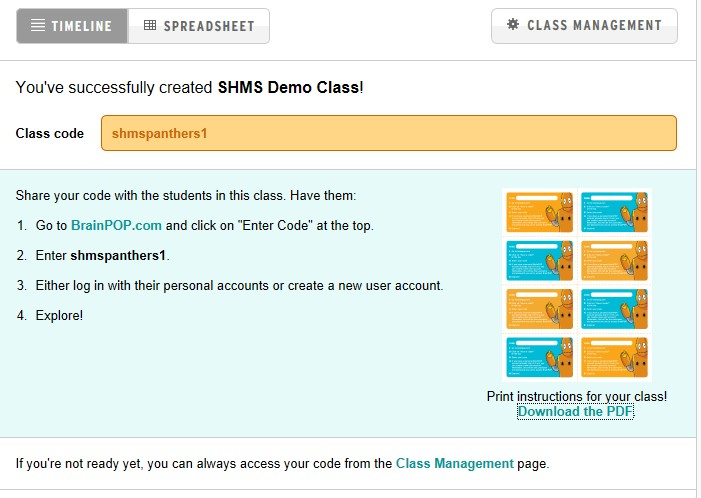 TIMELINE
SPREADSHEET
CLASS MANAGEMENT
You've successfully created SHMS Demo Class!
Class code
shmspanthers1
Share your code with the students in this class. Have them:
1. Go to BrainPOP.com and click on "Enter Code" at the top.
2. Enter shmspanthers1.
3. Either log in with their personal accounts or create a new user account.
4. Explore!
Print instructions for your class!
Download the PDF
If you're not ready yet, you can always access your code from the Class Management page.